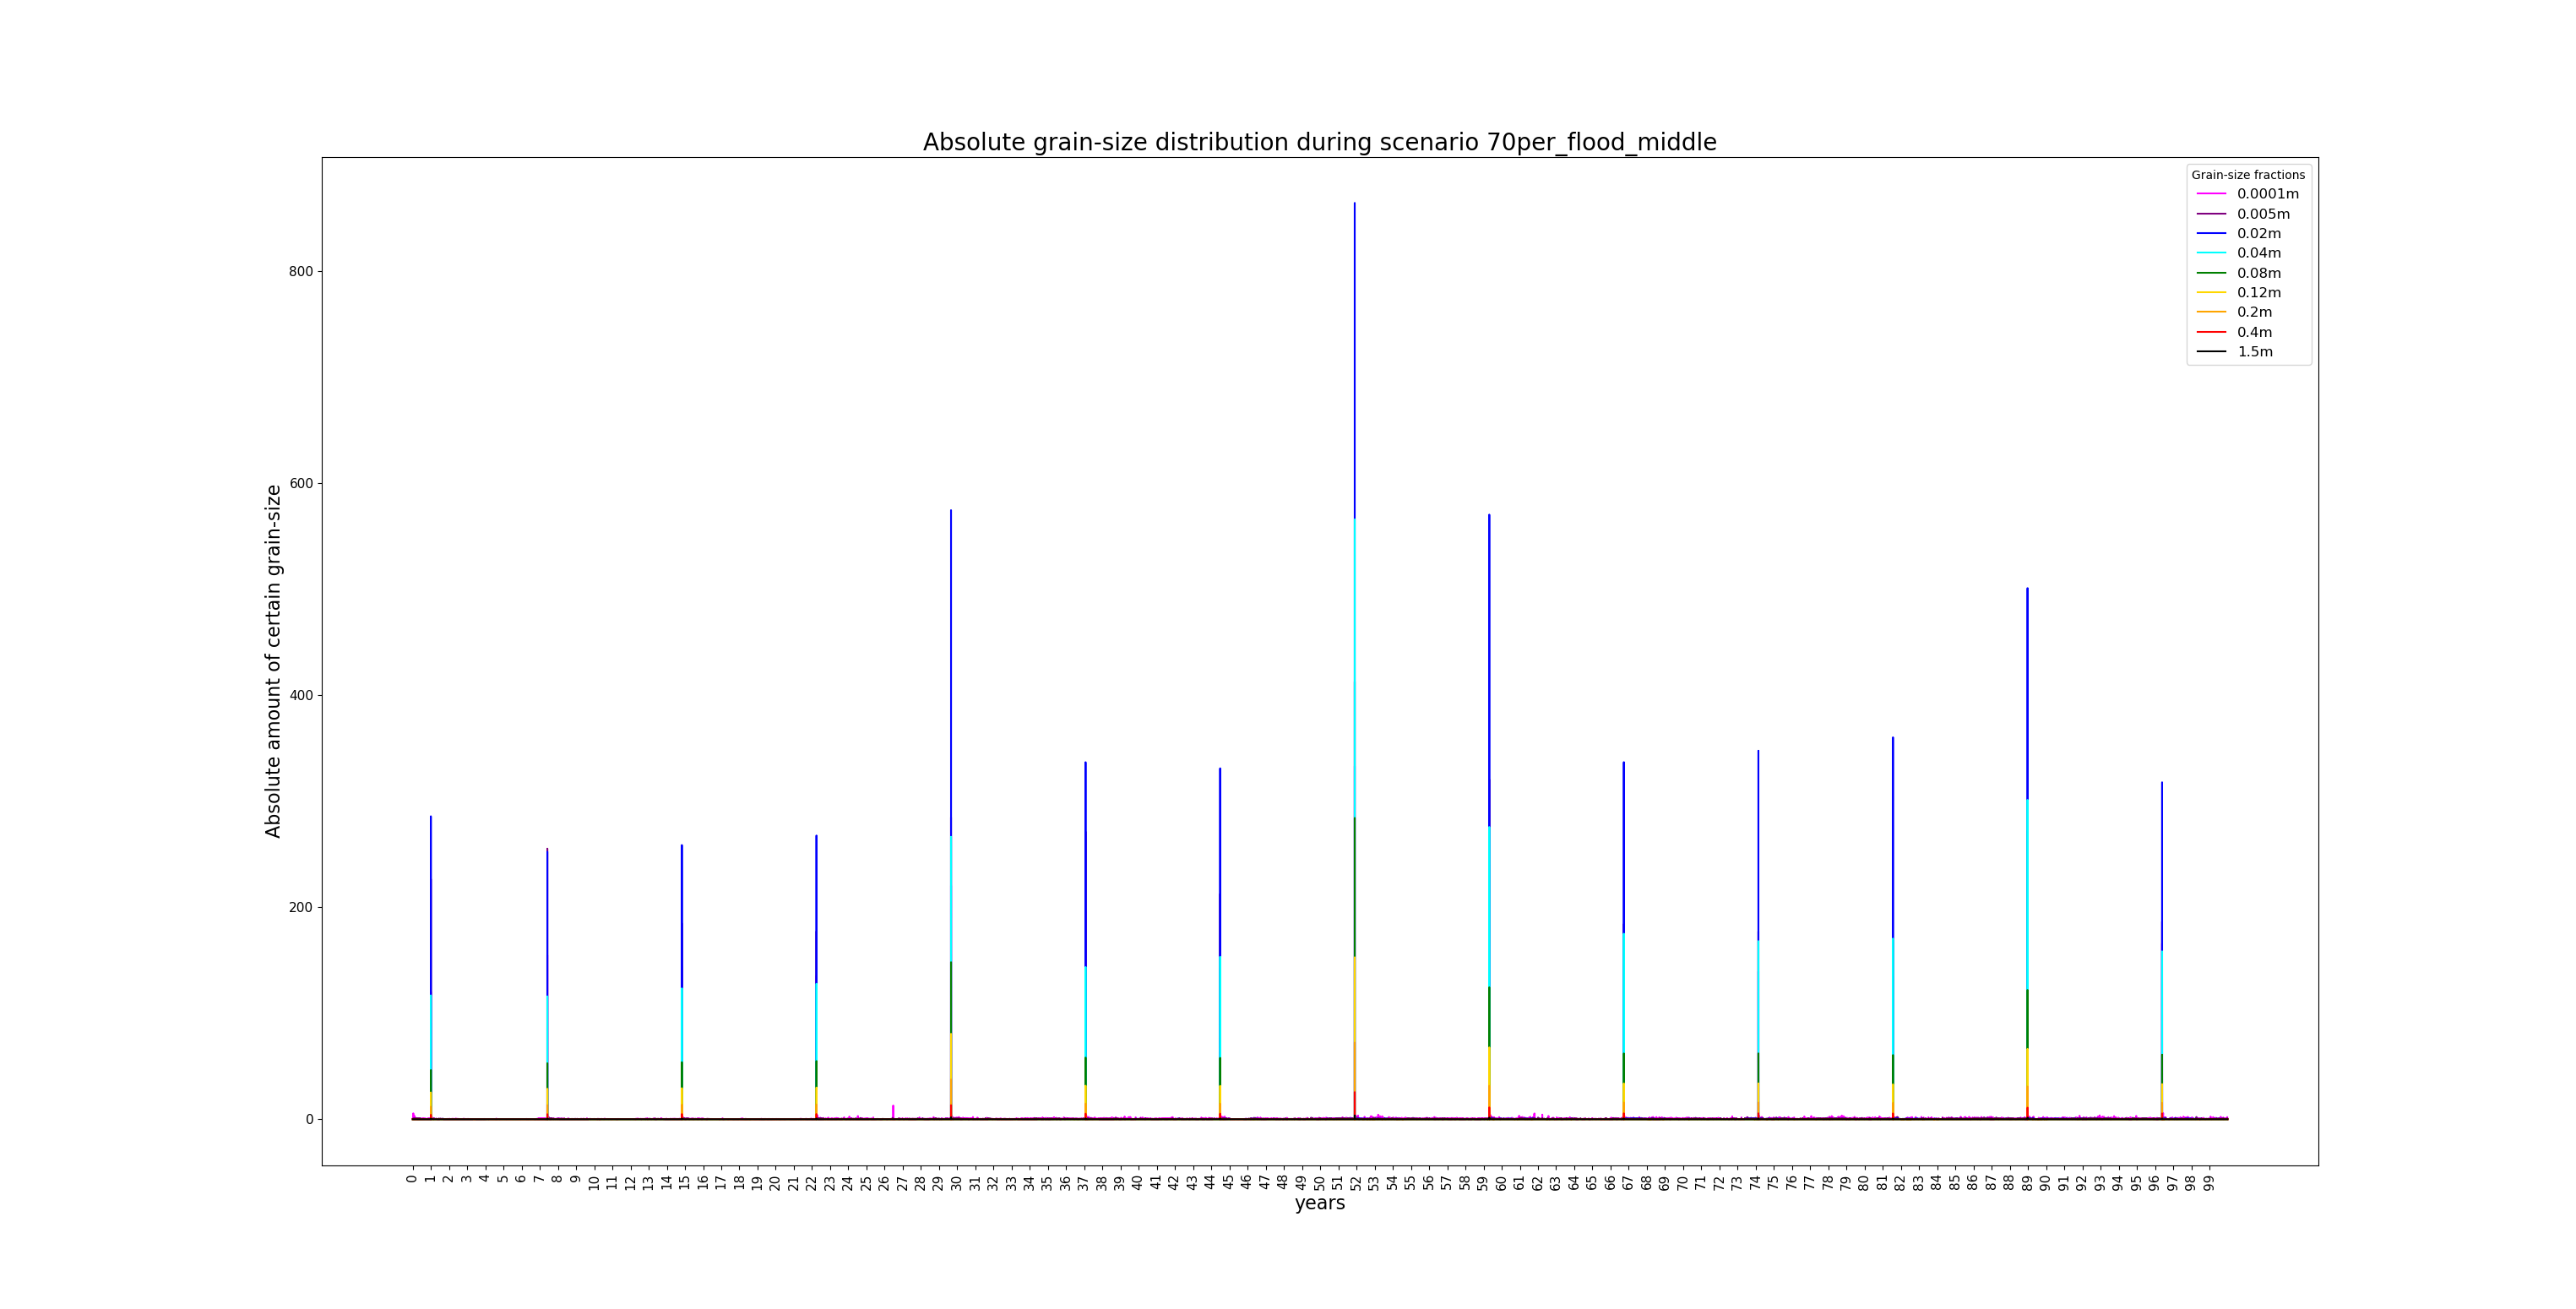 Absolute grain-size distribution during scenario 70per_flood_middle
Grain-size fractions
0.0001m
0.005m
0.02m
0.04m
0.08m
0.12m
0.2m
0.4m
1.5m
Absolute amount of certain grain-size
800
600
400
200
0
0 1 2 3 4 5 6 7 8 9 10 11 12 13 14 15 16 17 18 19 20 21 22 23 24 25 26 27 28 29 30 31 32 33 34 35 36 37 38 39 40 41 42 43 44 45 46 47 48 49 50 51 52 53 54 55 56 57 58 59 60 61 62 63 64 65 66 67 68 69 70 71 72 73 74 75 76 77 78 79 80 81 82 83 84 85 86 87 88 89 90 91 92 93 94 95 96 97 98 99
years